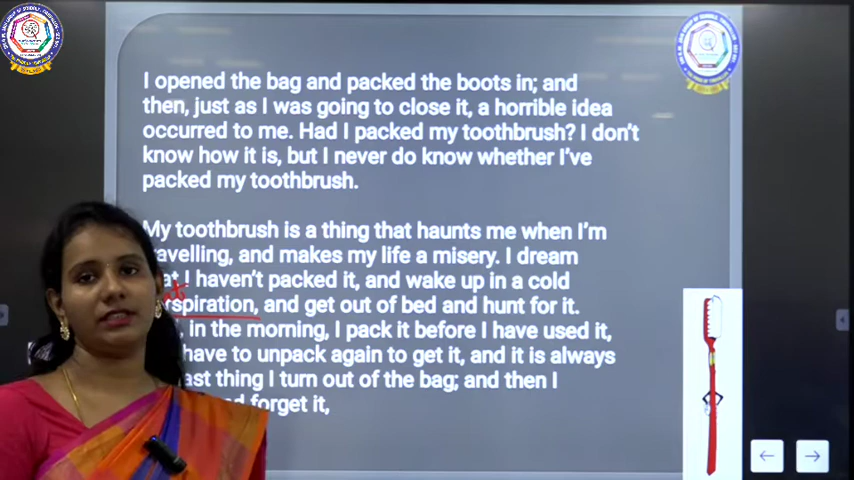 I opened the bag and packed the boots in; and
then, just as I was going to close it, a horrible idea
occurred to me. Had I packed my toothbrush? I don't
know how it is, but I never do know whether I've
packed my toothbrush.
My toothbrush is a thing that haunts me when I'm
travelling, and makes my life a misery. I dream
I haven't packed it, and wake up in a cold
rspiration, and get out of bed and hunt for it.
in the morning, I pack it before I have used it,
have to unpack again to get it, and it is always
ast thing I turn out of the bag; and then I
forget it,